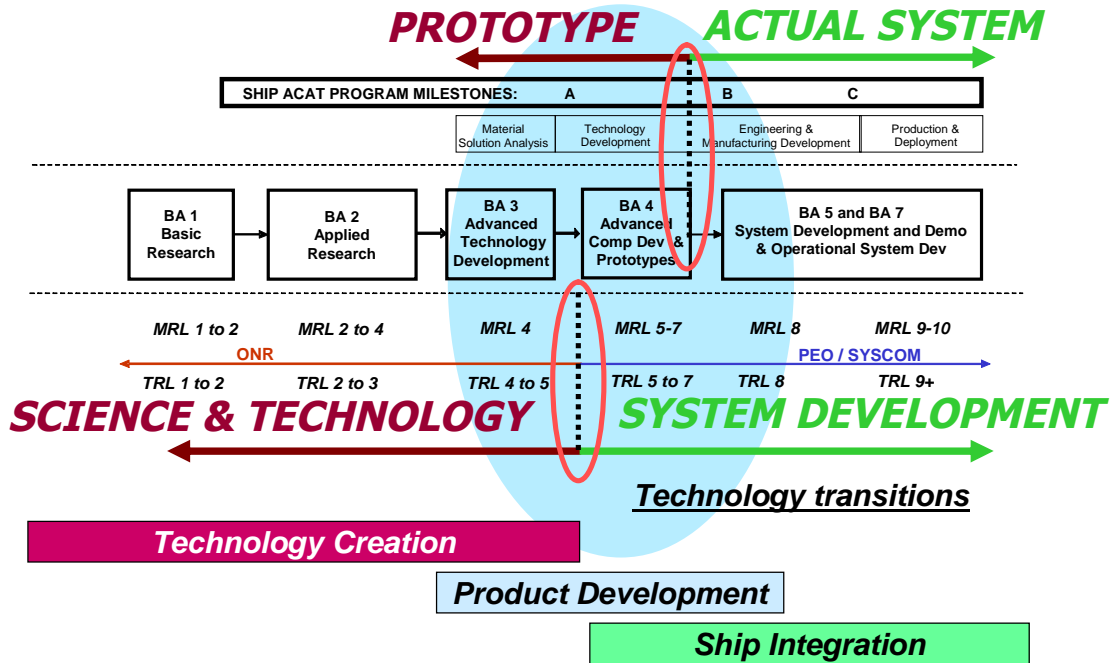 PROTOTYPE ACTUAL SYSTEM
SHIP ACAT PROGRAM MILESTONES: A B C
Material
Solution Analysis
Technology
Development
Engineering &
Manufacturing Development
Production &
Deployment
BA 1
Basic
Research
BA 2
Applied
Research
BA 3
Advanced
Technology
Development
BA 4
Advanced
Comp Dev &
Prototypes
BA 5 and BA 7
System Development and Demo
& Operational System Dev
MRL 1 to 2 MRL 2 to 4 MRL 4 MRL 5-7 MRL 8 MRL 9-10
ONR PEO / SYSCOM
TRL 1 to 2 TRL 2 to 3 TRL 4 to 5 TRL 5 to 7 TRL 8 TRL 9+
SCIENCE & TECHNOLOGY SYSTEM DEVELOPMENT
Technology transitions
Technology Creation
Product Development
Ship Integration